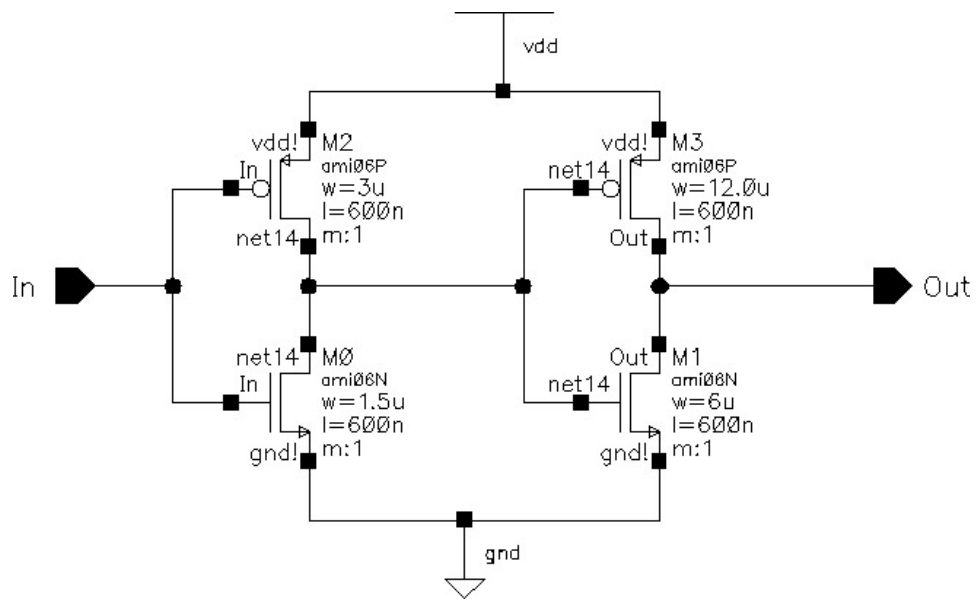 vdd
vdd!
M2
In
ami06P
w=3u
l=600n
net14
m:1
vdd!
M3
net14
ami06P
w=12.0u
l=600n
Out
m:1
In
Out
net14
M0
In
ami06N
w=1.5u
l=600n
gnd!
m:1
Out
M1
net14
ami06N
w=6u
l=600n
gnd!
m:1
gnd